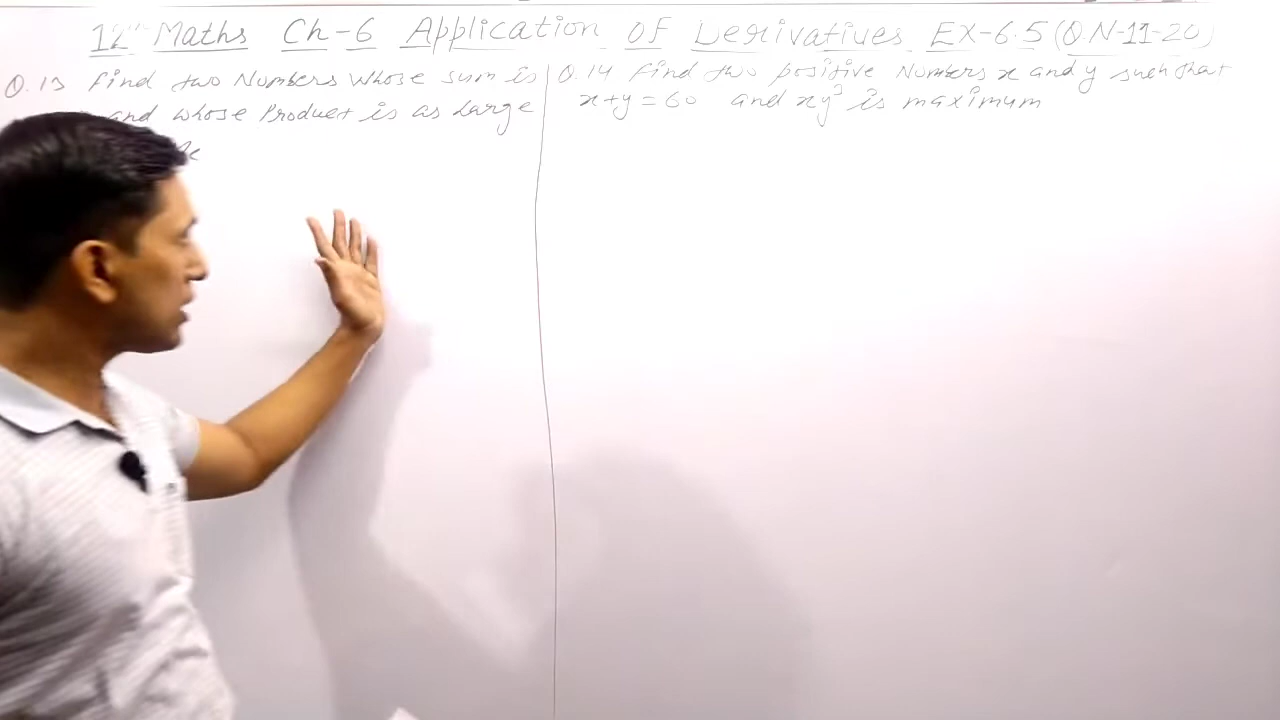 12th Maths Ch-6 Application OF Derivatives EX-6.5 (Q.N-11-20)
Q.13 Find two Numbers whose sum is
and whose Product is as Large
Q.14 Find two positive Numbers x and y such that
x+y = 60 and xy³ is maximum